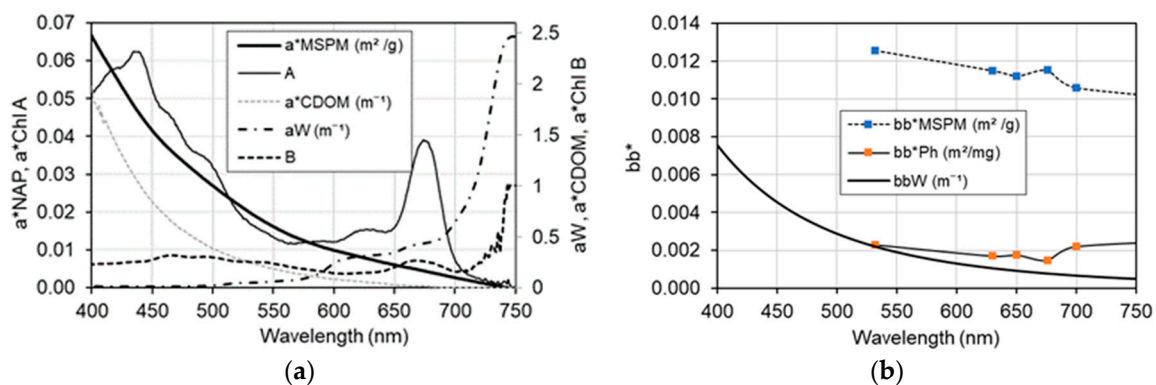 0.07
0.06
0.05
0.04
0.03
0.02
0.01
0.00
a*NAP, a*Chl A
a*MSPM (m² /g)
A
a*CDOM (m⁻¹)
aW (m⁻¹)
B
2.5
2
1.5
1
0.5
0
aW, a*CDOM, a*Chl B
400 450 500 550 600 650 700 750
Wavelength (nm)
(a)
0.014
0.012
0.010
0.008
0.006
0.004
0.002
0.000
bb*
bb*MSPM (m²/g)
bb*Ph (m²/mg)
bbW (m⁻¹)
400 450 500 550 600 650 700 750
Wavelength (nm)
(b)